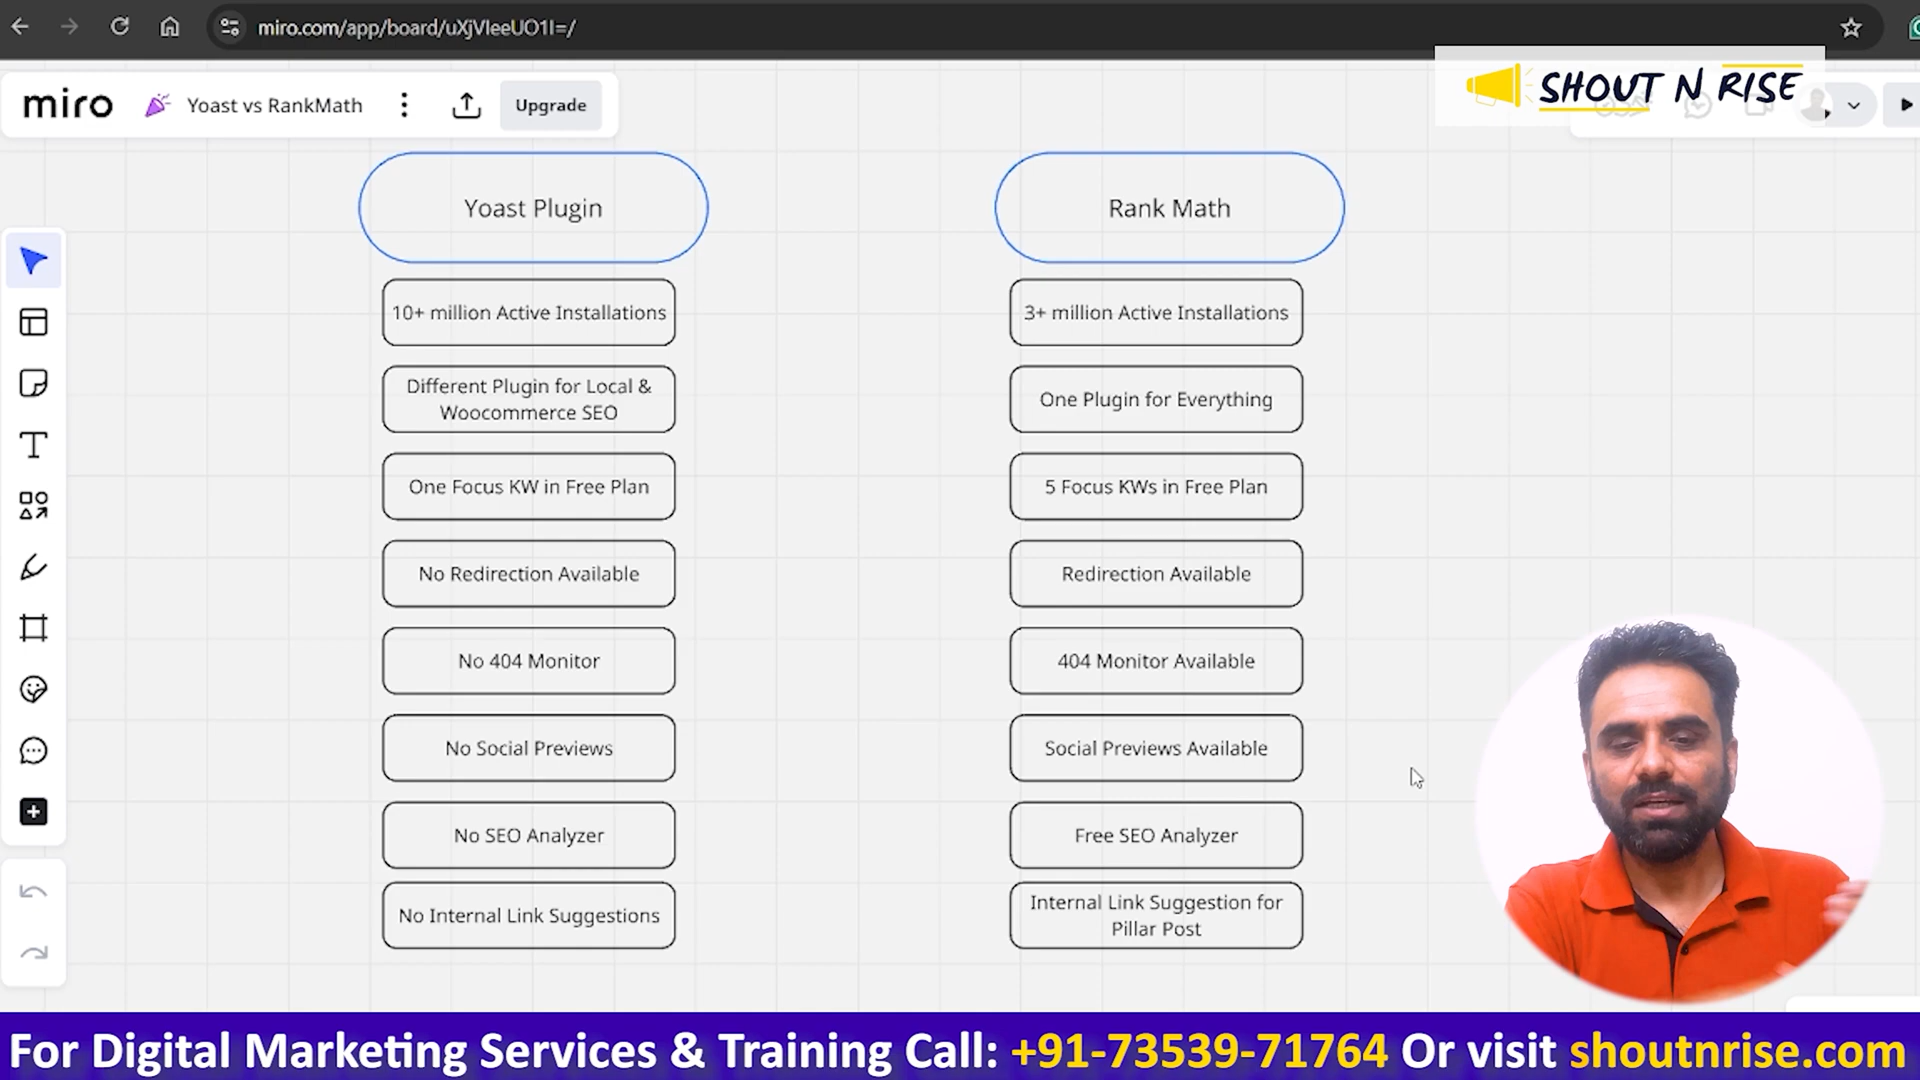 miro.com/app/board/uXjVIeeUO1I=/
SHOUT N RISE
miro
Yoast vs RankMath
Upgrade
Yoast Plugin
Rank Math
10+ million Active Installations
3+ million Active Installations
Different Plugin for Local &
Woocommerce SEO
One Plugin for Everything
One Focus KW in Free Plan
5 Focus KWs in Free Plan
No Redirection Available
Redirection Available
No 404 Monitor
404 Monitor Available
No Social Previews
Social Previews Available
No SEO Analyzer
Free SEO Analyzer
No Internal Link Suggestions
Internal Link Suggestion for
Pillar Post
For Digital Marketing Services & Training Call: +91-73539-71764 Or visit shoutnrise.com